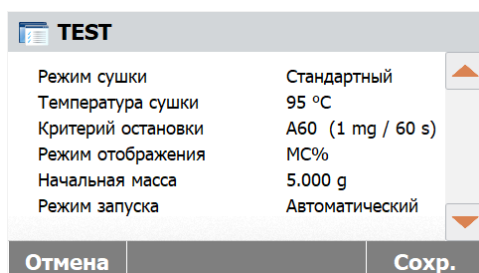 TEST
Режим сушки Стандартный
Температура сушки 95 ºC
Критерий остановки A60 (1 mg / 60 s)
Режим отображения MC%
Начальная масса 5.000 g
Режим запуска Автоматический
Отмена Сохр.